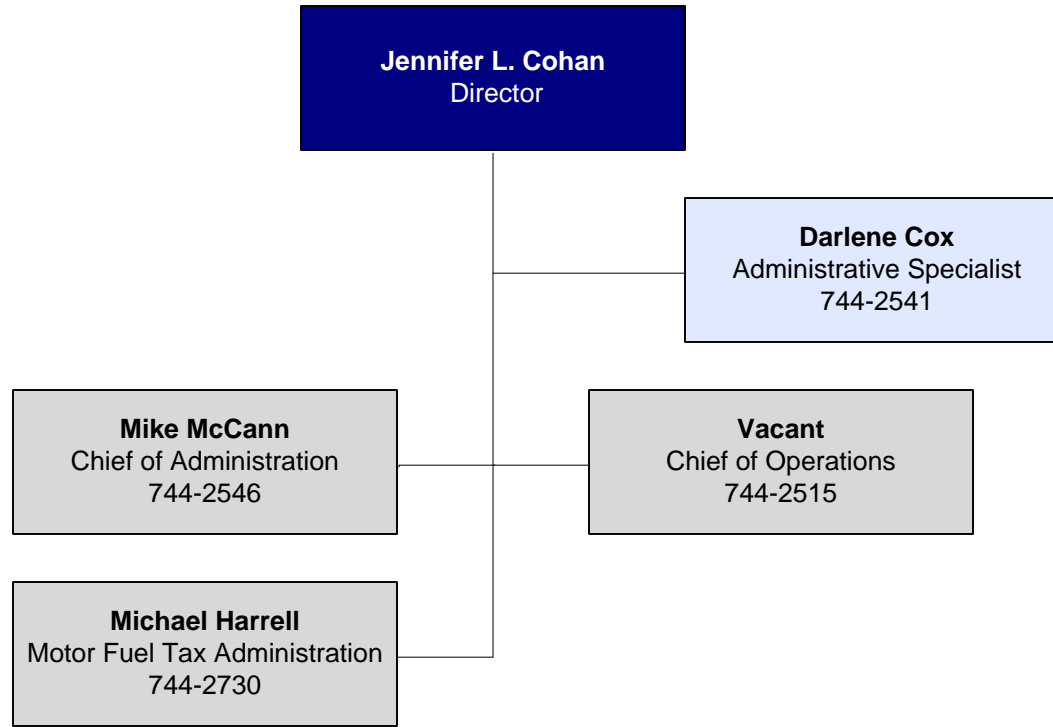 Jennifer L. Cohan
Director
Darlene Cox
Administrative Specialist
744-2541
Mike McCann
Chief of Administration
744-2546
Vacant
Chief of Operations
744-2515
Michael Harrell
Motor Fuel Tax Administration
744-2730